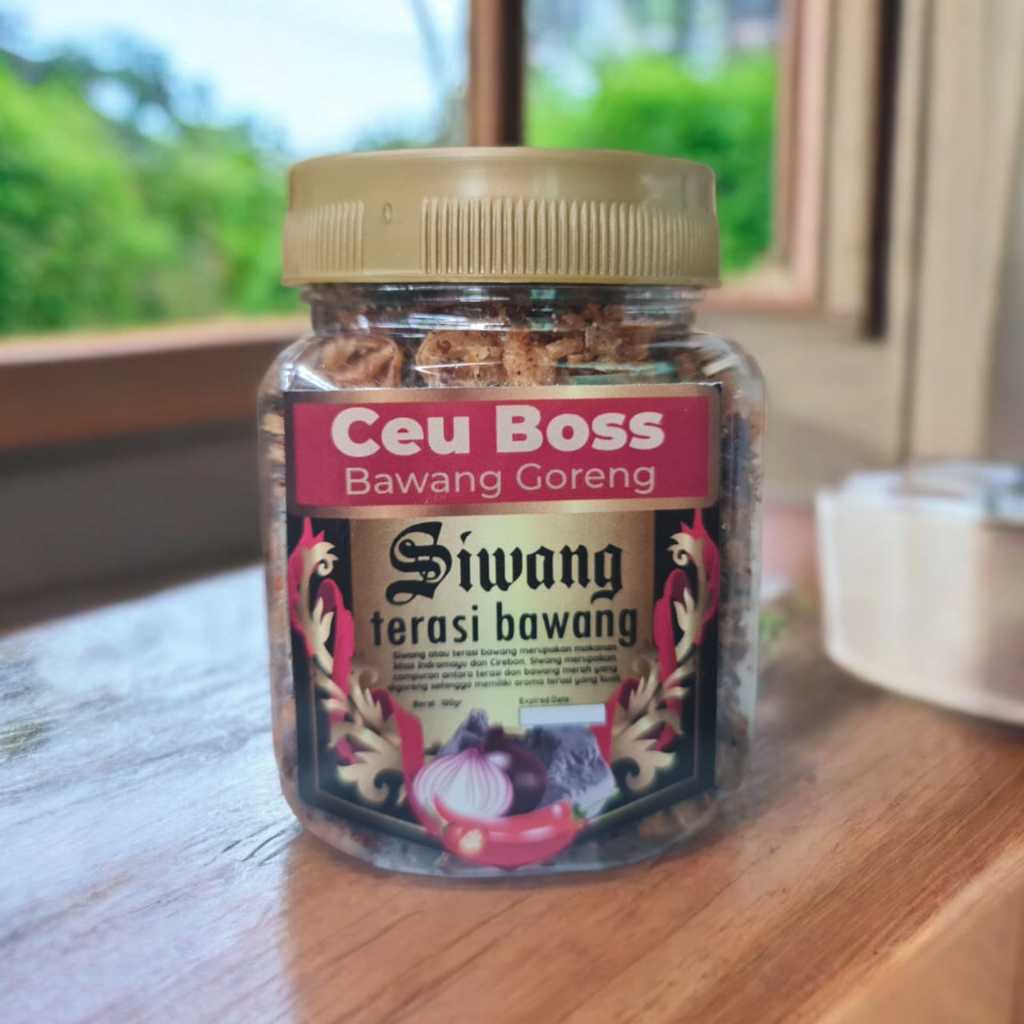 Ceu Boss
Bawang Goreng
Siwang
terasi bawang
Siwang atau terasi bawang merupakan makanan
khas Indramayu dan Cirebon. Siwang merupakan
campuran antara terasi dan bawang merah yang
digoreng sehingga memiliki aroma terasi yang kuat
Berat
Expired Date